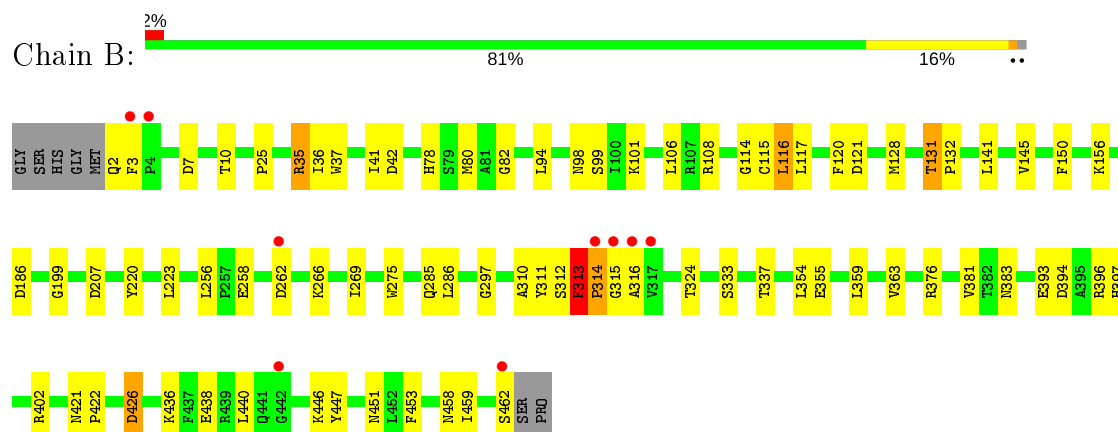 2%
Chain B:
81% 16% ••
GLY SER HIS GLY MET Q2 F3 P4 D7 T10 P25 R35 I36 W37 I41 D42 H78 S79 M80 A81 G82 L94 N98 S99 I100 K101 L106 R107 R108 G114 C115 L116 L117 F120 D121 M128 T131 P132 L141 V145 F150 K156
D186 G199 D207 Y220 L223 L256 P257 E258 D262 K266 I269 W275 Q285 L286 G297 A310 Y311 S312 F313 P314 G315 A316 V317 T324 S333 T337 L354 E355 L359 V363 R376 V381 T382 N383 E393 D394 A395 R396 H397
R402 N421 P422 D426 K436 F437 E438 R439 L440 Q441 G442 K446 Y447 N451 L452 F453 N458 I459 S462 SER PRO